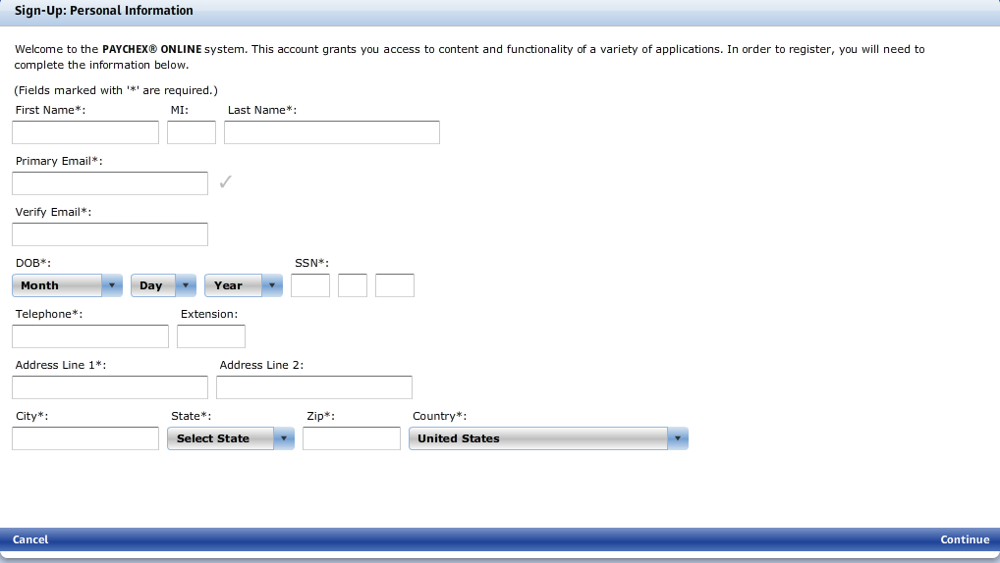 Sign-Up: Personal Information
Welcome to the PAYCHEX® ONLINE system. This account grants you access to content and functionality of a variety of applications. In order to register, you will need to
complete the information below.
(Fields marked with '*' are required.)
First Name*: MI: Last Name*:
Primary Email*:
✓
Verify Email*:
DOB*: SSN*:
Month Day Year
Telephone*: Extension:
Address Line 1*: Address Line 2:
City*: State*: Zip*: Country*:
Select State United States
Cancel Continue